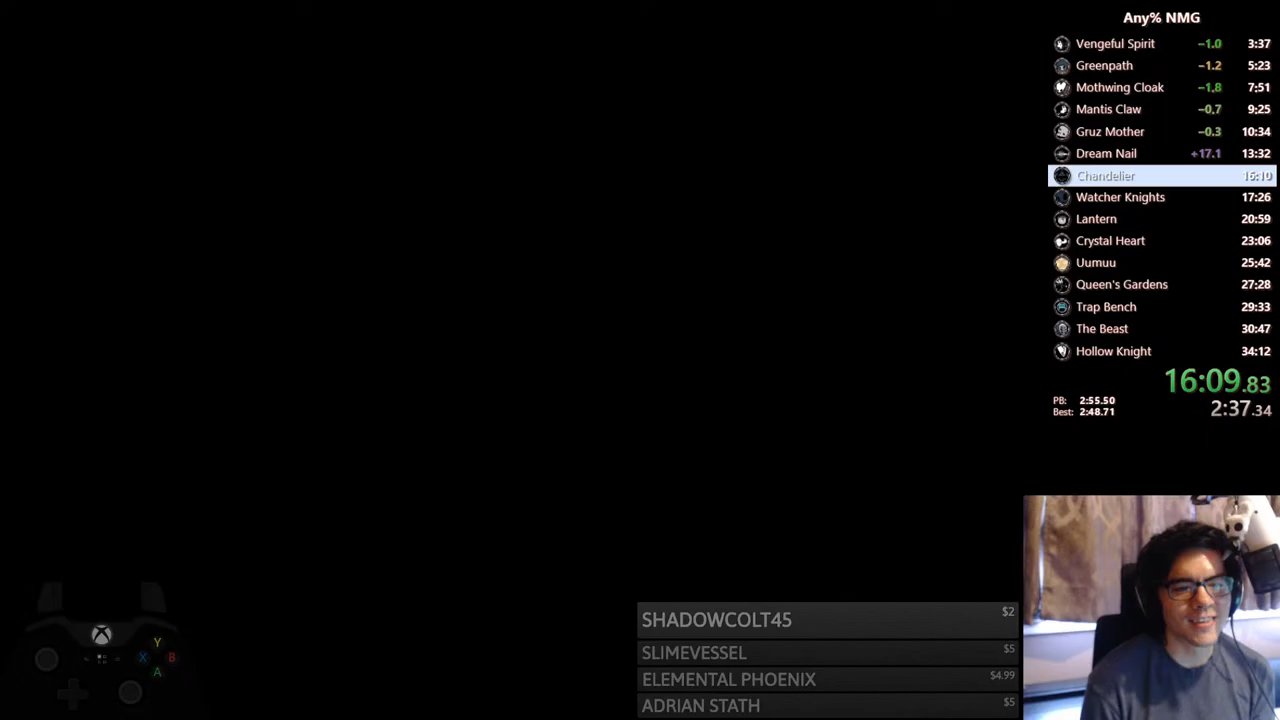 Any% NMG
Vengeful Spirit −1.0 3:37
Greenpath −1.2 5:23
Mothwing Cloak −1.8 7:51
Mantis Claw −0.7 9:25
Gruz Mother −0.3 10:34
Dream Nail +17.1 13:32
Chandelier 16:10
Watcher Knights 17:26
Lantern 20:59
Crystal Heart 23:06
Uumuu 25:42
Queen's Gardens 27:28
Trap Bench 29:33
The Beast 30:47
Hollow Knight 34:12
16:09.83
PB: 2:55.50
Best: 2:48.71
2:37.34
SHADOWCOLT45 $2
SLIMEVESSEL $5
ELEMENTAL PHOENIX $4.99
ADRIAN STATH $5
Y
X B
A